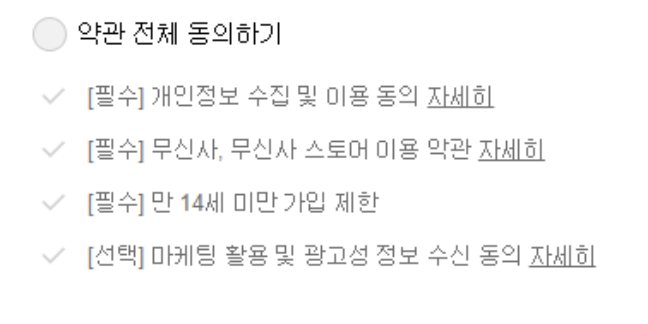 약관 전체 동의하기
[필수] 개인정보 수집 및 이용 동의 자세히
[필수] 무신사, 무신사 스토어 이용 약관 자세히
[필수] 만 14세 미만 가입 제한
[선택] 마케팅 활용 및 광고성 정보 수신 동의 자세히